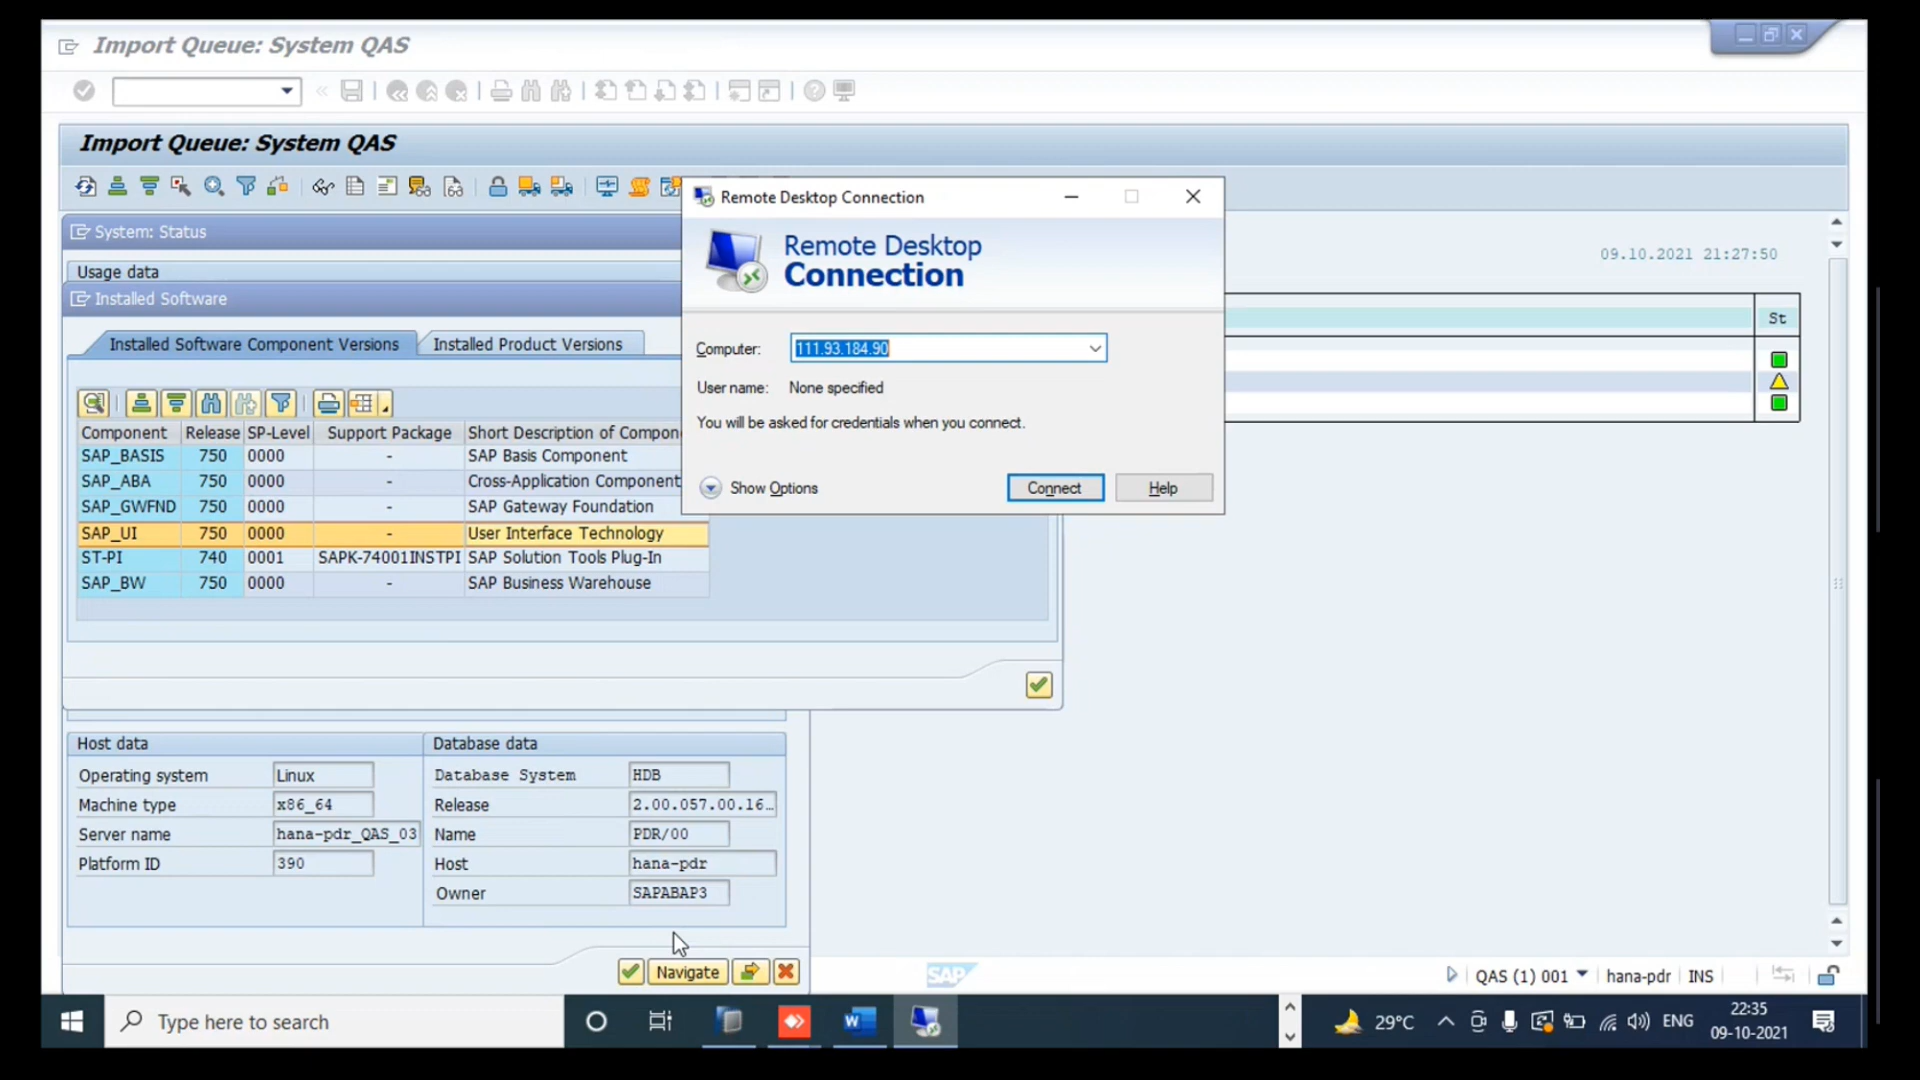 Import Queue: System QAS
Import Queue: System QAS
System: Status
Usage data
Installed Software
Installed Software Component Versions
Installed Product Versions
Component Release SP-Level Support Package Short Description of Compon
SAP_BASIS 750 0000 - SAP Basis Component
SAP_ABA 750 0000 - Cross-Application Component
SAP_GWFND 750 0000 - SAP Gateway Foundation
SAP_UI 750 0000 - User Interface Technology
ST-PI 740 0001 SAPK-74001INSTPI SAP Solution Tools Plug-In
SAP_BW 750 0000 - SAP Business Warehouse
Remote Desktop Connection
Remote Desktop
Connection
Computer: 111.93.184.90
User name: None specified
You will be asked for credentials when you connect.
Show Options
Connect
Help
09.10.2021 21:27:50
St
Host data
Operating system Linux
Machine type x86_64
Server name hana-pdr_QAS_03
Platform ID 390
Database data
Database System HDB
Release 2.00.057.00.16…
Name PDR/00
Host hana-pdr
Owner SAPABAP3
Navigate
SAP
QAS (1) 001 hana-pdr INS
Type here to search
29°C
ENG
22:35
09-10-2021